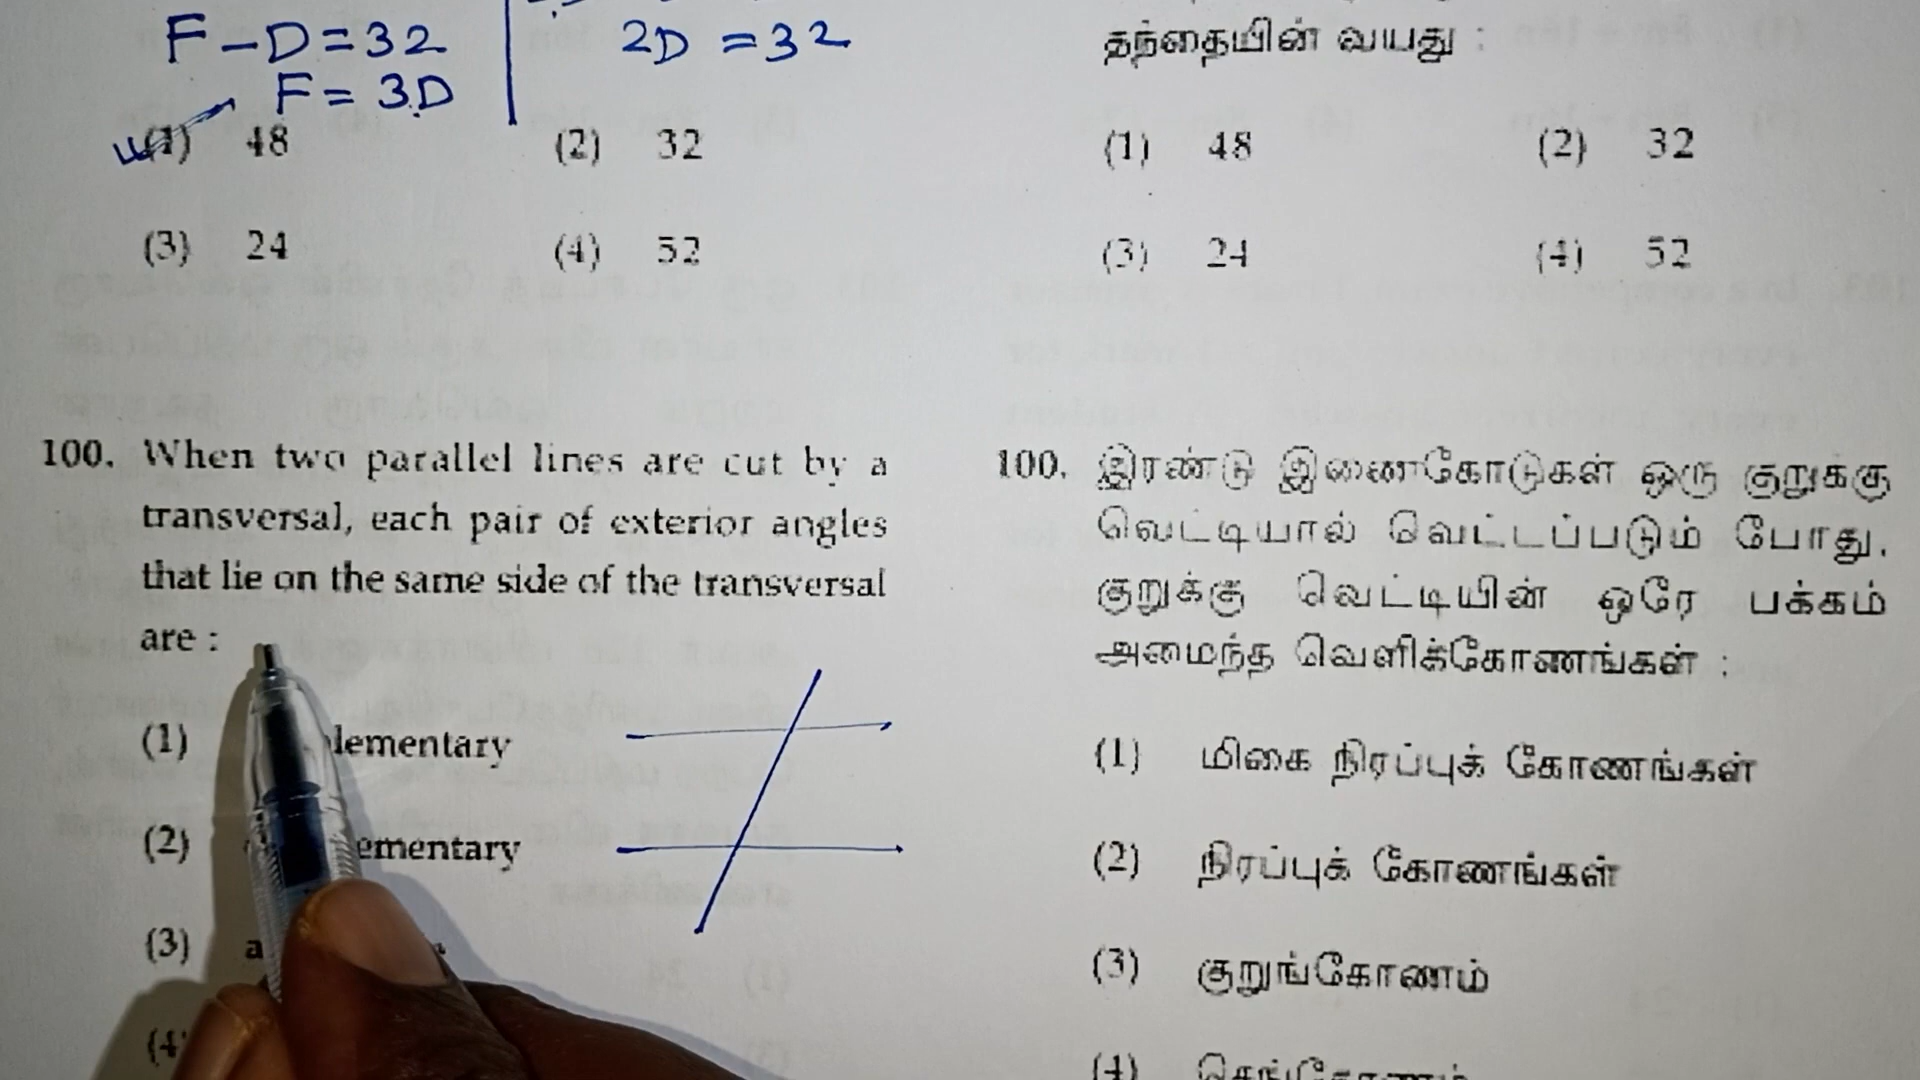 F - D = 32
F = 3D
2D = 32
(1) 48 (2) 32
(3) 24 (4) 52
100. When two parallel lines are cut by a
transversal, each pair of exterior angles
that lie on the same side of the transversal
are :
(1)
(2)
(3)
தந்தையின் வயது :
(1) 48 (2) 32
(3) 24 (4) 52
100. இரண்டு இணைகோடுகள் ஒரு குறுக்கு
வெட்டியால் வெட்டப்படும் போது,
குறுக்கு வெட்டியின் ஒரே பக்கம்
அமைந்த வெளிக்கோணங்கள் :
(1) மிகை நிரப்புக் கோணங்கள்
(2) நிரப்புக் கோணங்கள்
(3) குறுங்கோணம்
(4) செங்கோணம்